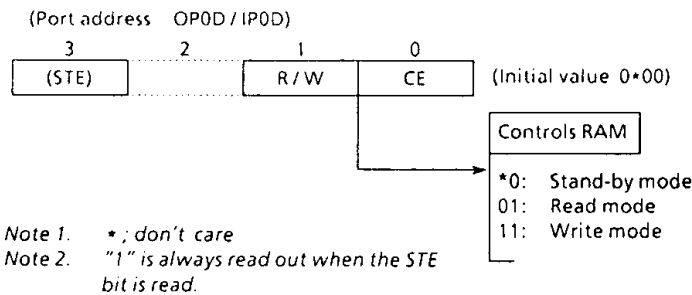 (Port address OP0D / IP0D)
3 2 1 0
(STE) R / W CE (Initial value 0*00)
Controls RAM
*0: Stand-by mode
01: Read mode
11: Write mode
Note 1. * ; don't care
Note 2. "1" is always read out when the STE
bit is read.